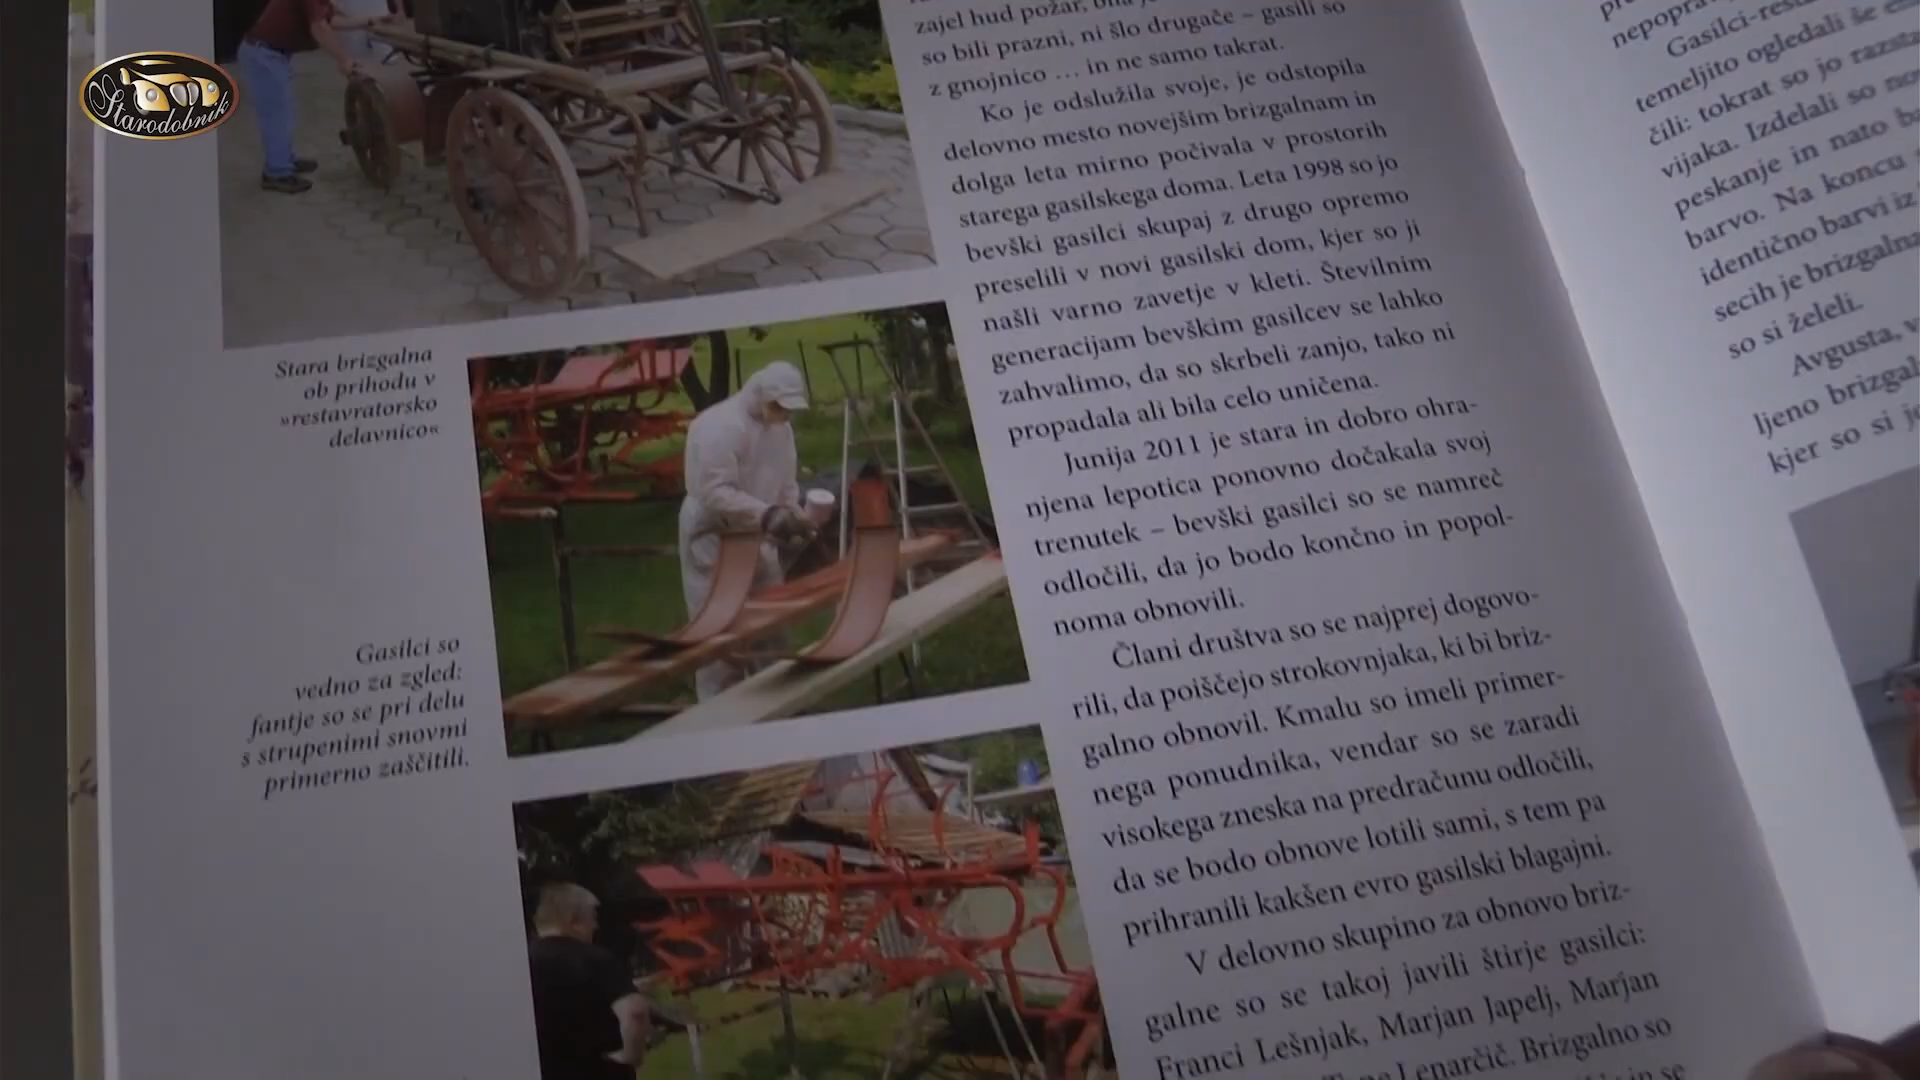 Starodobnik
Stara brizgalna
ob prihodu v
»restavratorsko
delavnico«
Gasilci so
vedno za zgled:
fantje so se pri delu
s strupenimi snovmi
primerno zaščitili.
zajel hud požar,
so bili prazni, ni šlo drugače – gasili so
z gnojnico … in ne samo takrat.
Ko je odslužila svoje, je odstopila
delovno mesto novejšim brizgalnam in
dolga leta mirno počivala v prostorih
starega gasilskega doma. Leta 1998 so jo
bevški gasilci skupaj z drugo opremo
preselili v novi gasilski dom, kjer so ji
našli varno zavetje v kleti. Številnim
generacijam bevškim gasilcev se lahko
zahvalimo, da so skrbeli zanjo, tako ni
propadala ali bila celo uničena.
Junija 2011 je stara in dobro ohra-
njena lepotica ponovno dočakala svoj
trenutek – bevški gasilci so se namreč
odločili, da jo bodo končno in popol-
noma obnovili.
Člani društva so se najprej dogovo-
rili, da poiščejo strokovnjaka, ki bi briz-
galno obnovil. Kmalu so imeli primer-
nega ponudnika, vendar so se zaradi
visokega zneska na predračunu odločili,
da se bodo obnove lotili sami, s tem pa
prihranili kakšen evro gasilski blagajni.
V delovno skupino za obnovo briz-
galne so se takoj javili štirje gasilci:
Franci Lešnjak, Marjan Japelj, Marjan
Lenarčič. Brizgalno so
in se
Gasilci-
temeljito ogledali še
čili: tokrat so jo
vijaka. Izdelali so
peskanje in nato
barvo. Na koncu
identično barvi iz
secih je brizgalna
so si želeli.
Avgusta,
ljeno
kjer so si